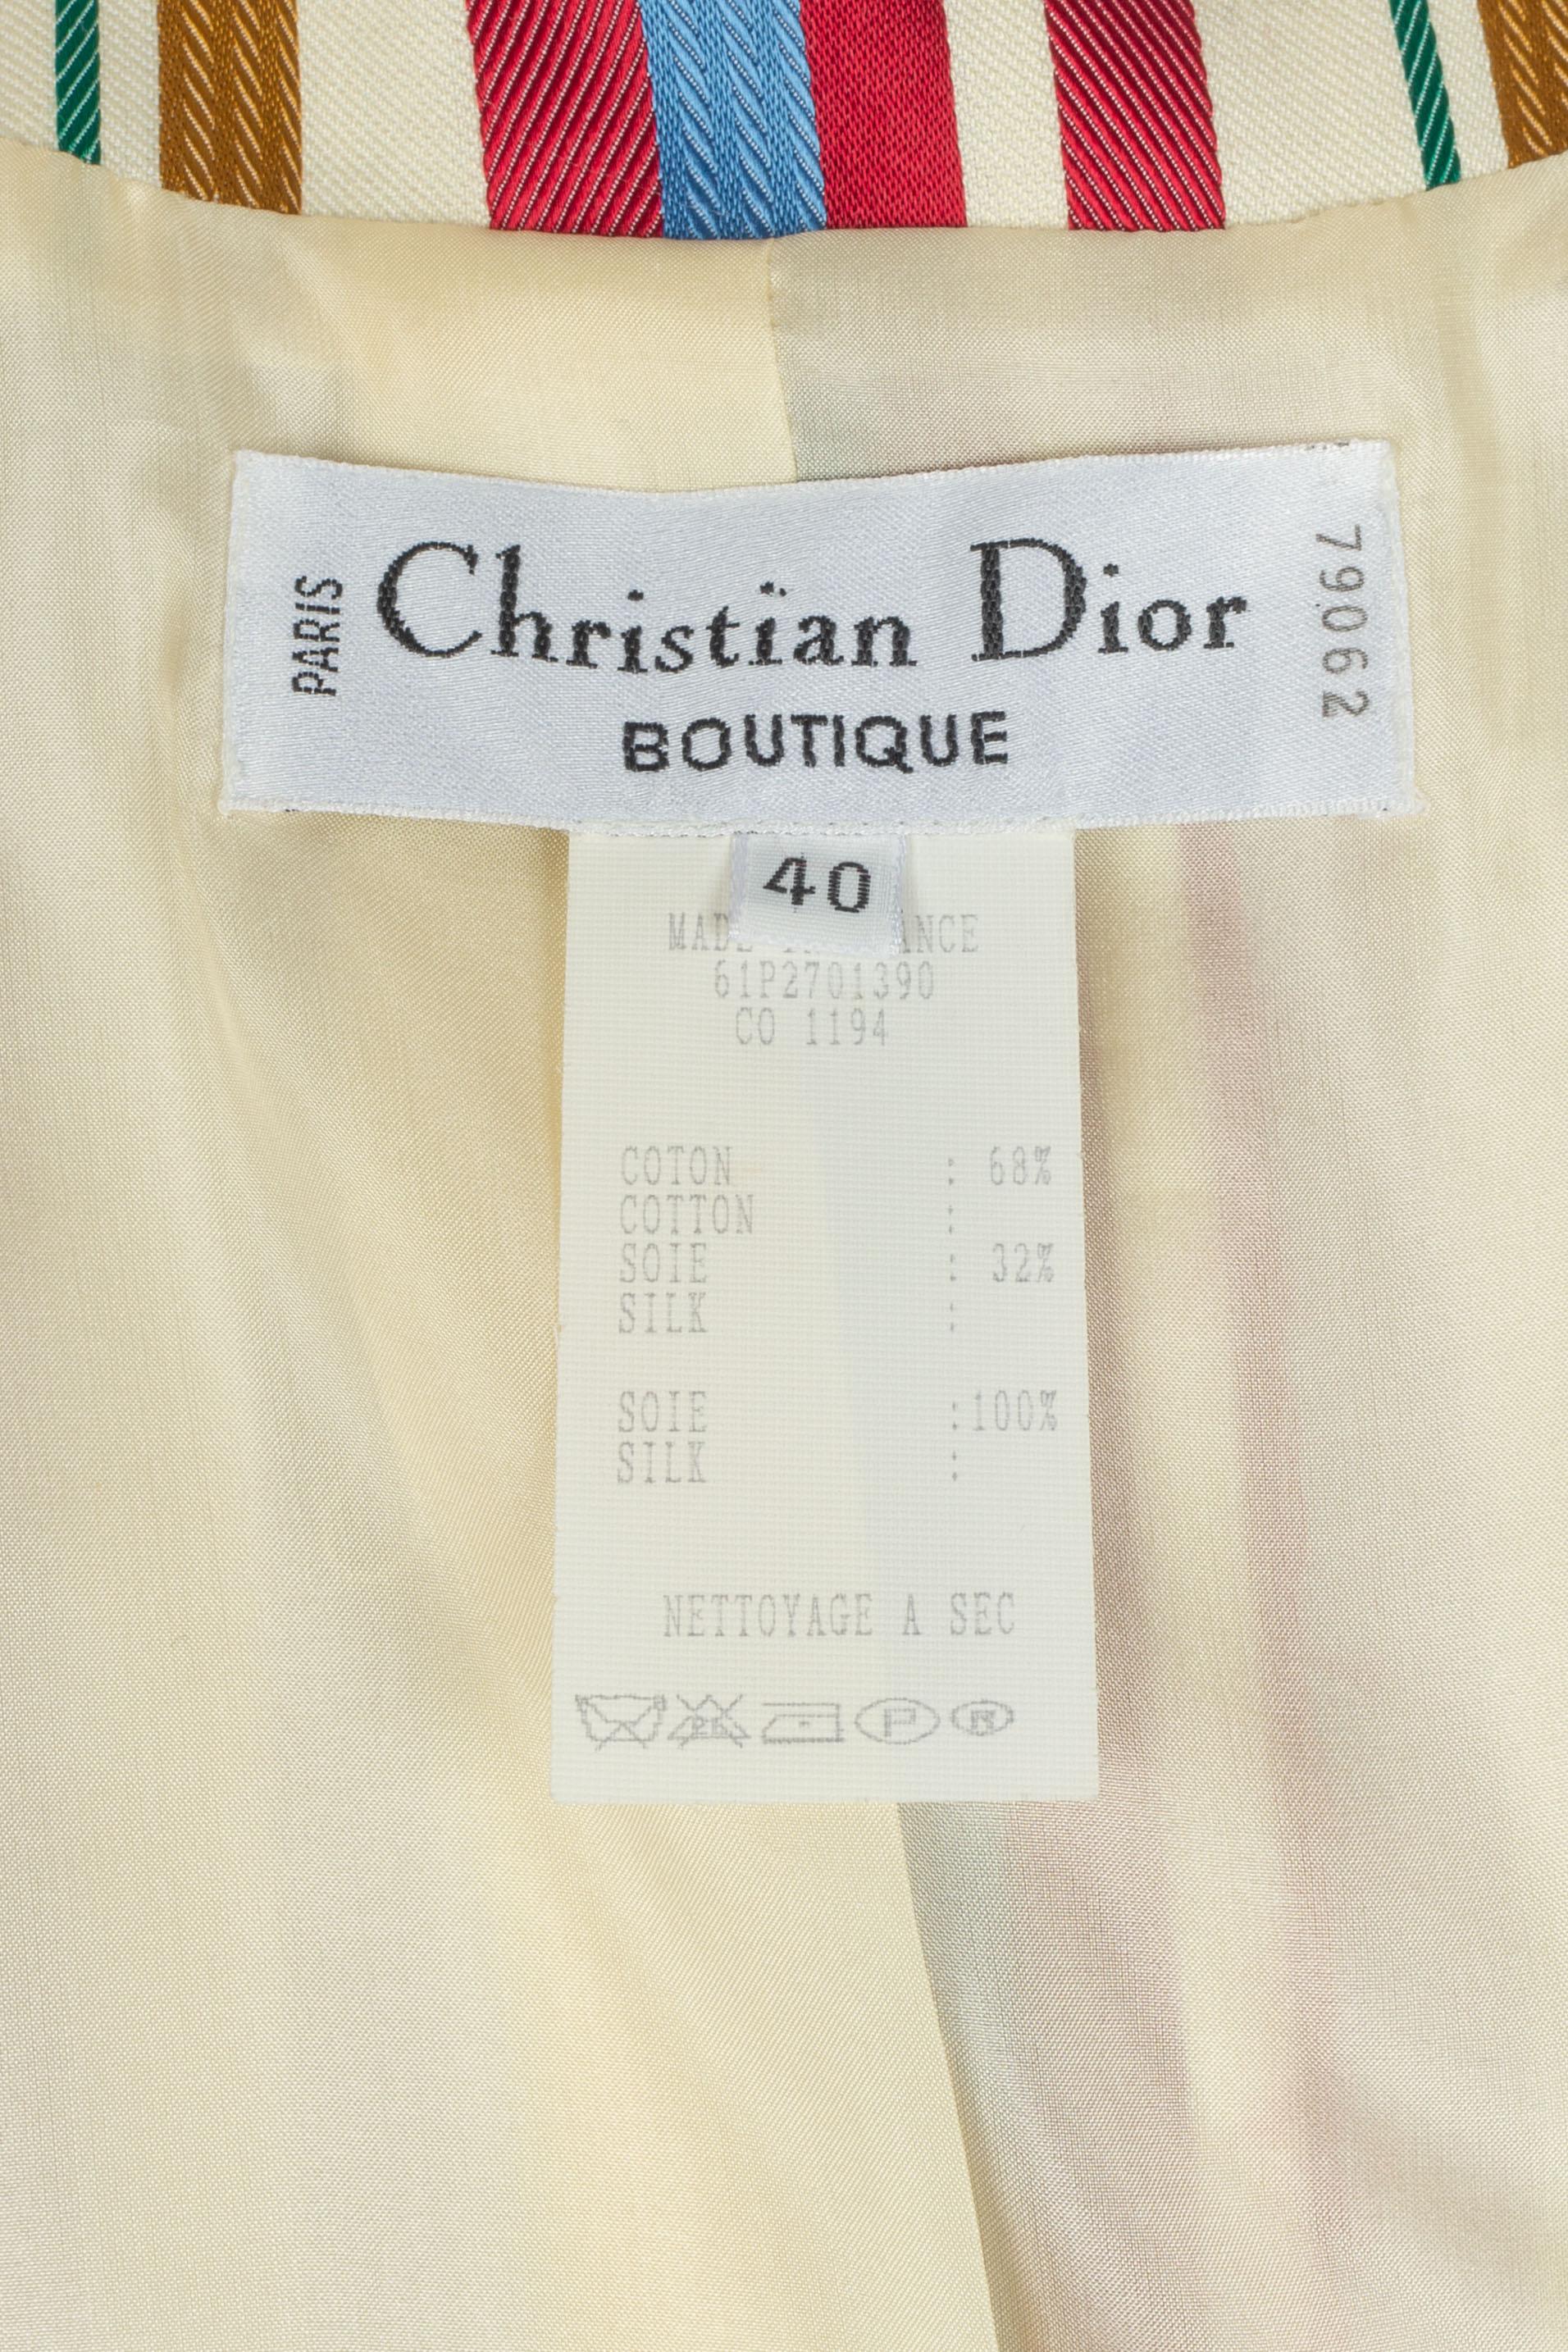 PARIS
Christian Dior
79062
BOUTIQUE
40
61P2701390
CO 1194
COTON : 68%
COTTON :
SOIE : 32%
SILK :
SOIE :100%
SILK :
NETTOYAGE A SEC
P